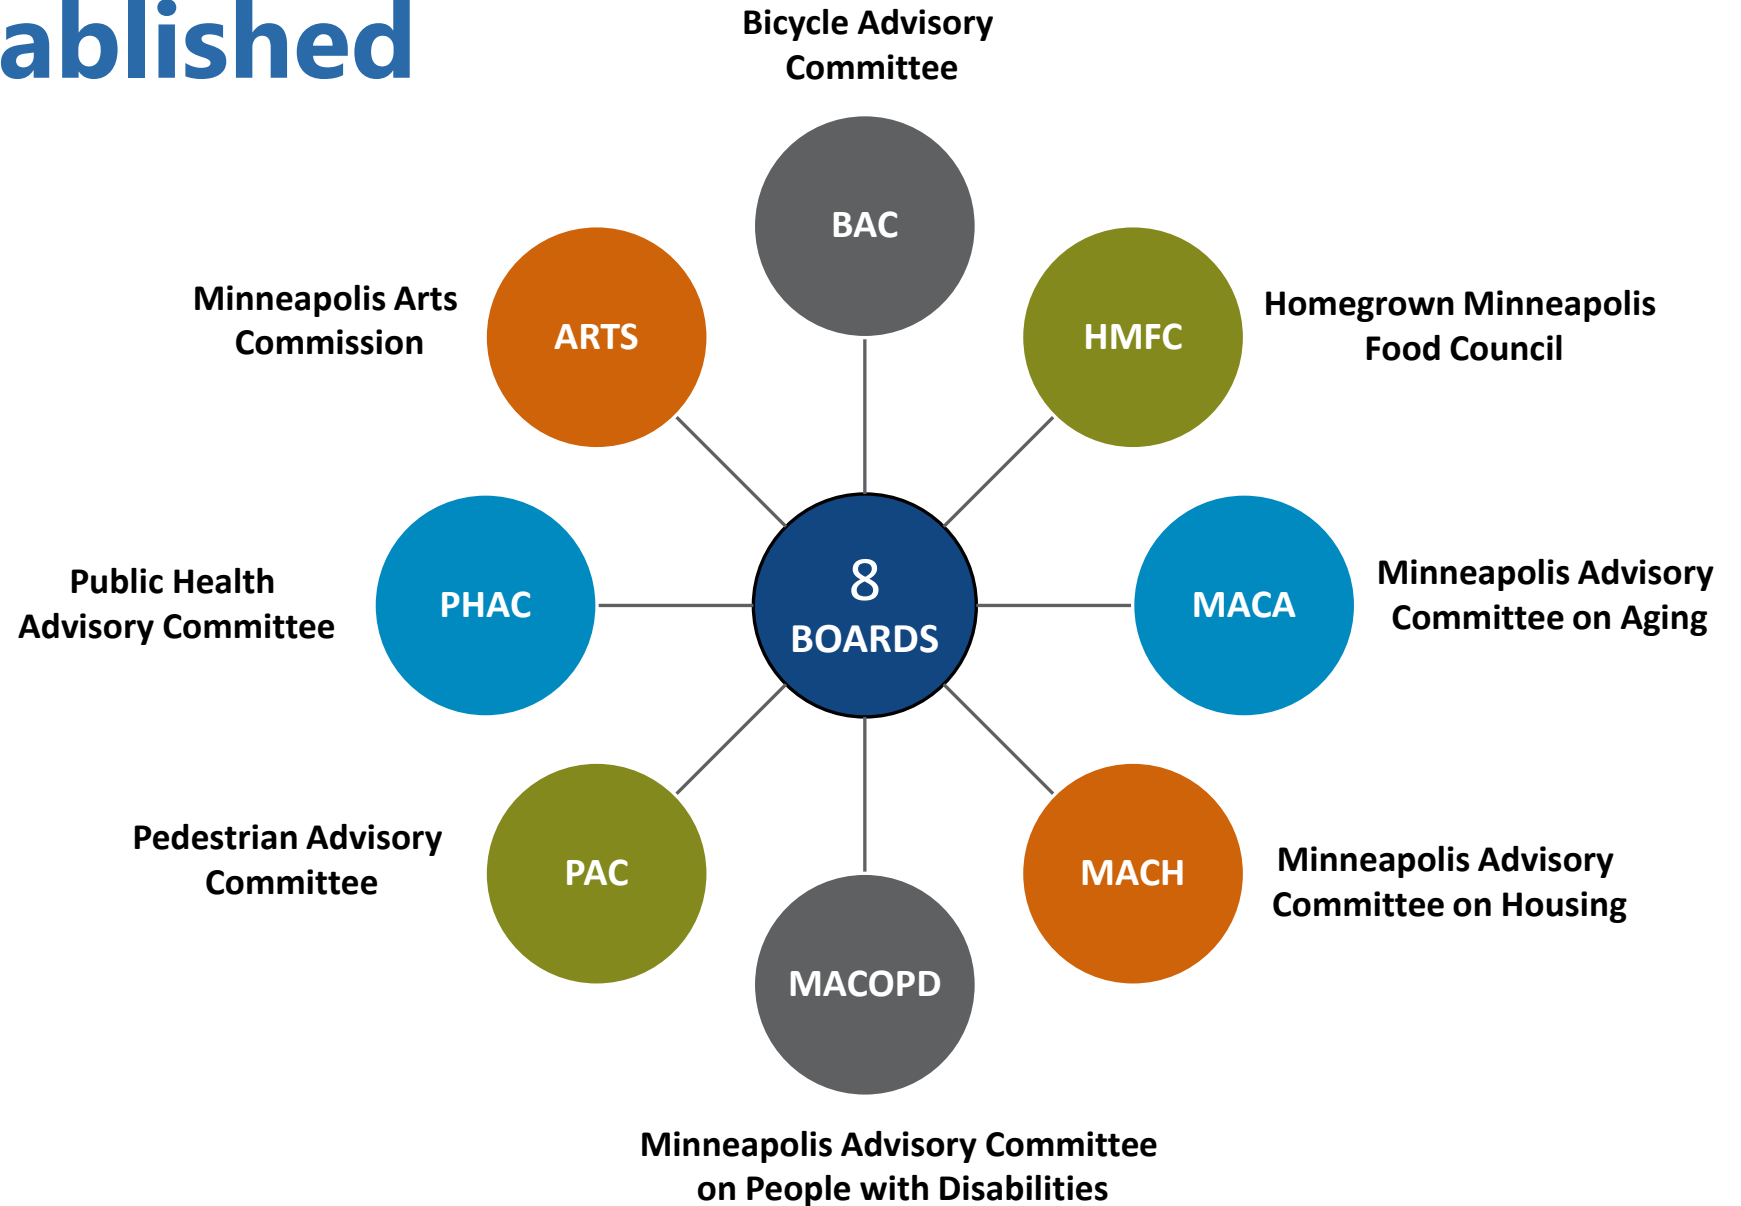 ablished
Bicycle Advisory
Committee
BAC
Minneapolis Arts
Commission
ARTS
HMFC
Homegrown Minneapolis
Food Council
Public Health
Advisory Committee
PHAC
8
BOARDS
MACA
Minneapolis Advisory
Committee on Aging
Pedestrian Advisory
Committee
PAC
MACH
Minneapolis Advisory
Committee on Housing
MACOPD
Minneapolis Advisory Committee
on People with Disabilities